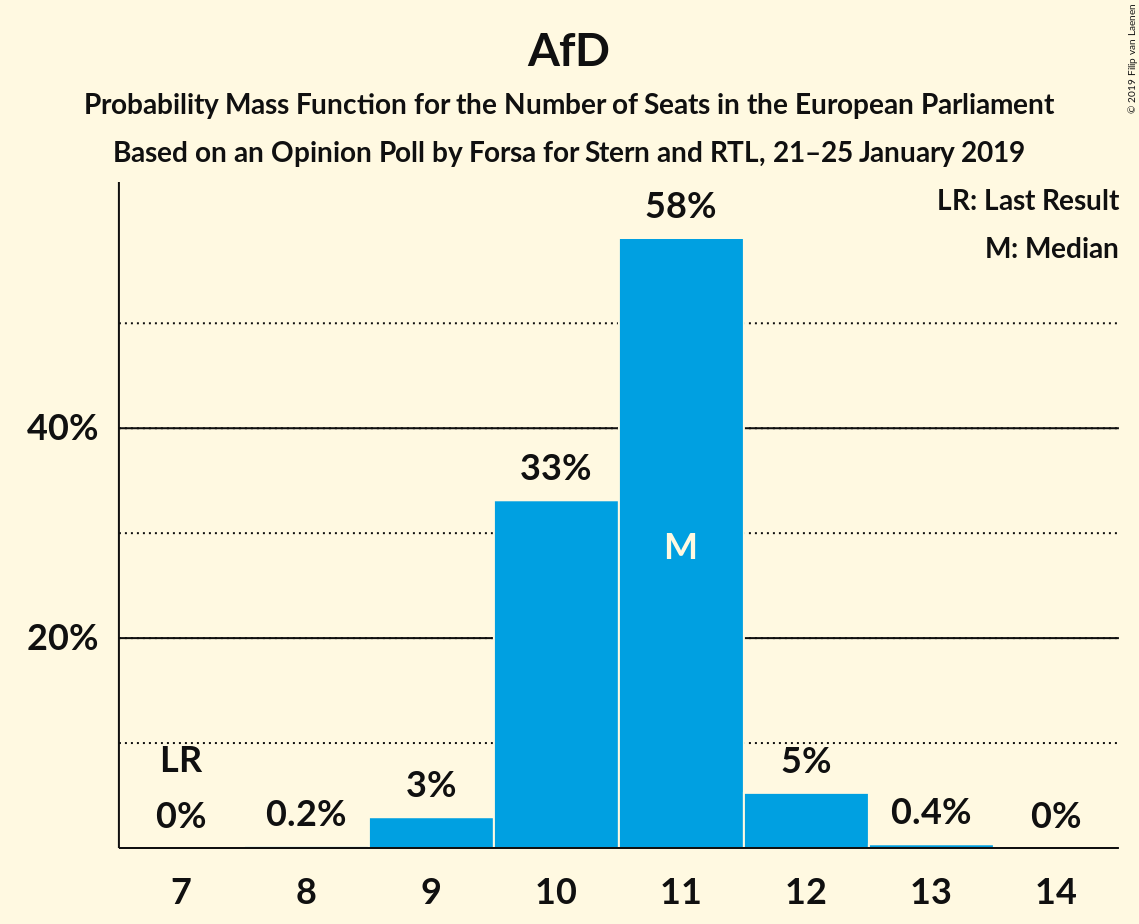 AfD
Probability Mass Function for the Number of Seats in the European Parliament
Based on an Opinion Poll by Forsa for Stern and RTL, 21–25 January 2019
© 2019 Filip van Laenen
LR: Last Result
M: Median
58%
40%
33%
M
20%
LR
5%
3%
0%
0.2%
0.4%
0%
7 8 9 10 11 12 13 14